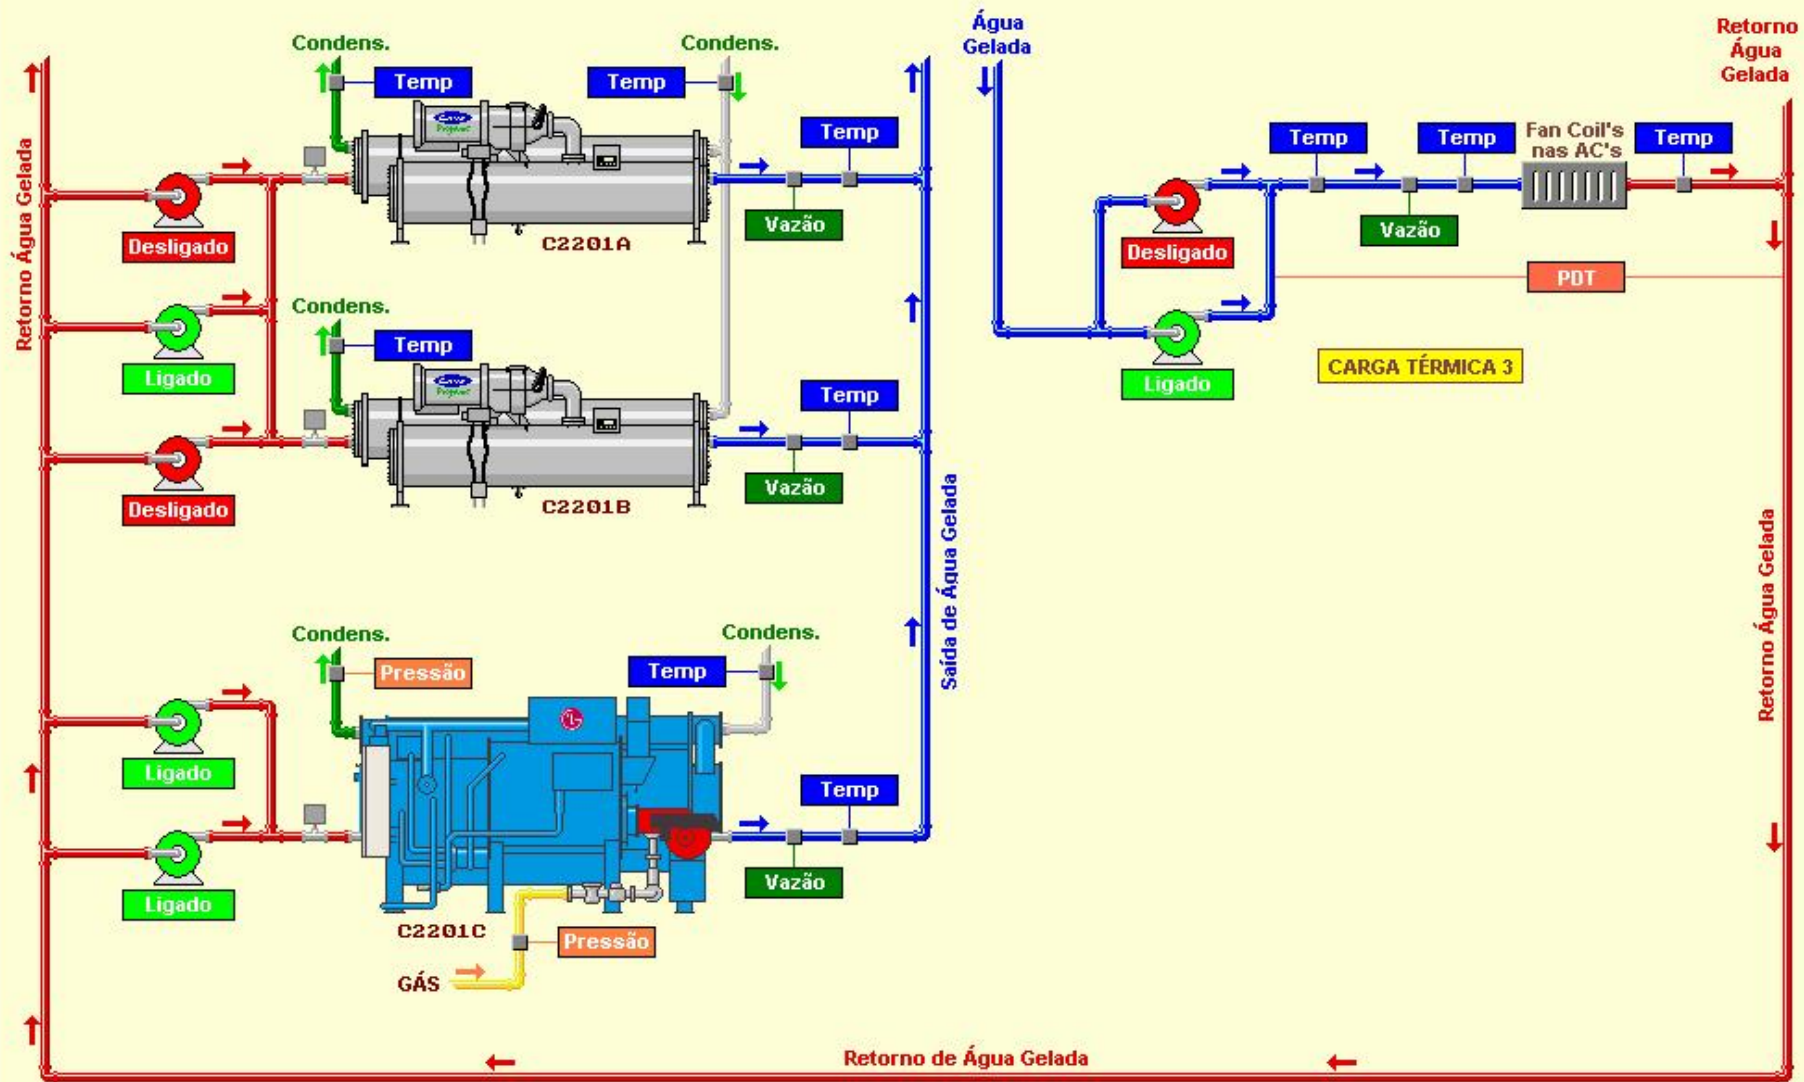 Água
Gelada
Retorno
Água
Gelada
Condens.
Condens.
Temp
Temp
Temp
Vazão
C2201A
Retorno Água Gelada
Desligado
Ligado
Desligado
Condens.
Temp
Temp
Vazão
C2201B
Saída de Água Gelada
Temp
Temp
Fan Coil's
nas AC's
Temp
Vazão
Desligado
PDT
Ligado
CARGA TÉRMICA 3
Retorno Água Gelada
Condens.
Pressão
Condens.
Temp
LG
Ligado
Ligado
Temp
Vazão
C2201C
Pressão
GÁS
Retorno de Água Gelada